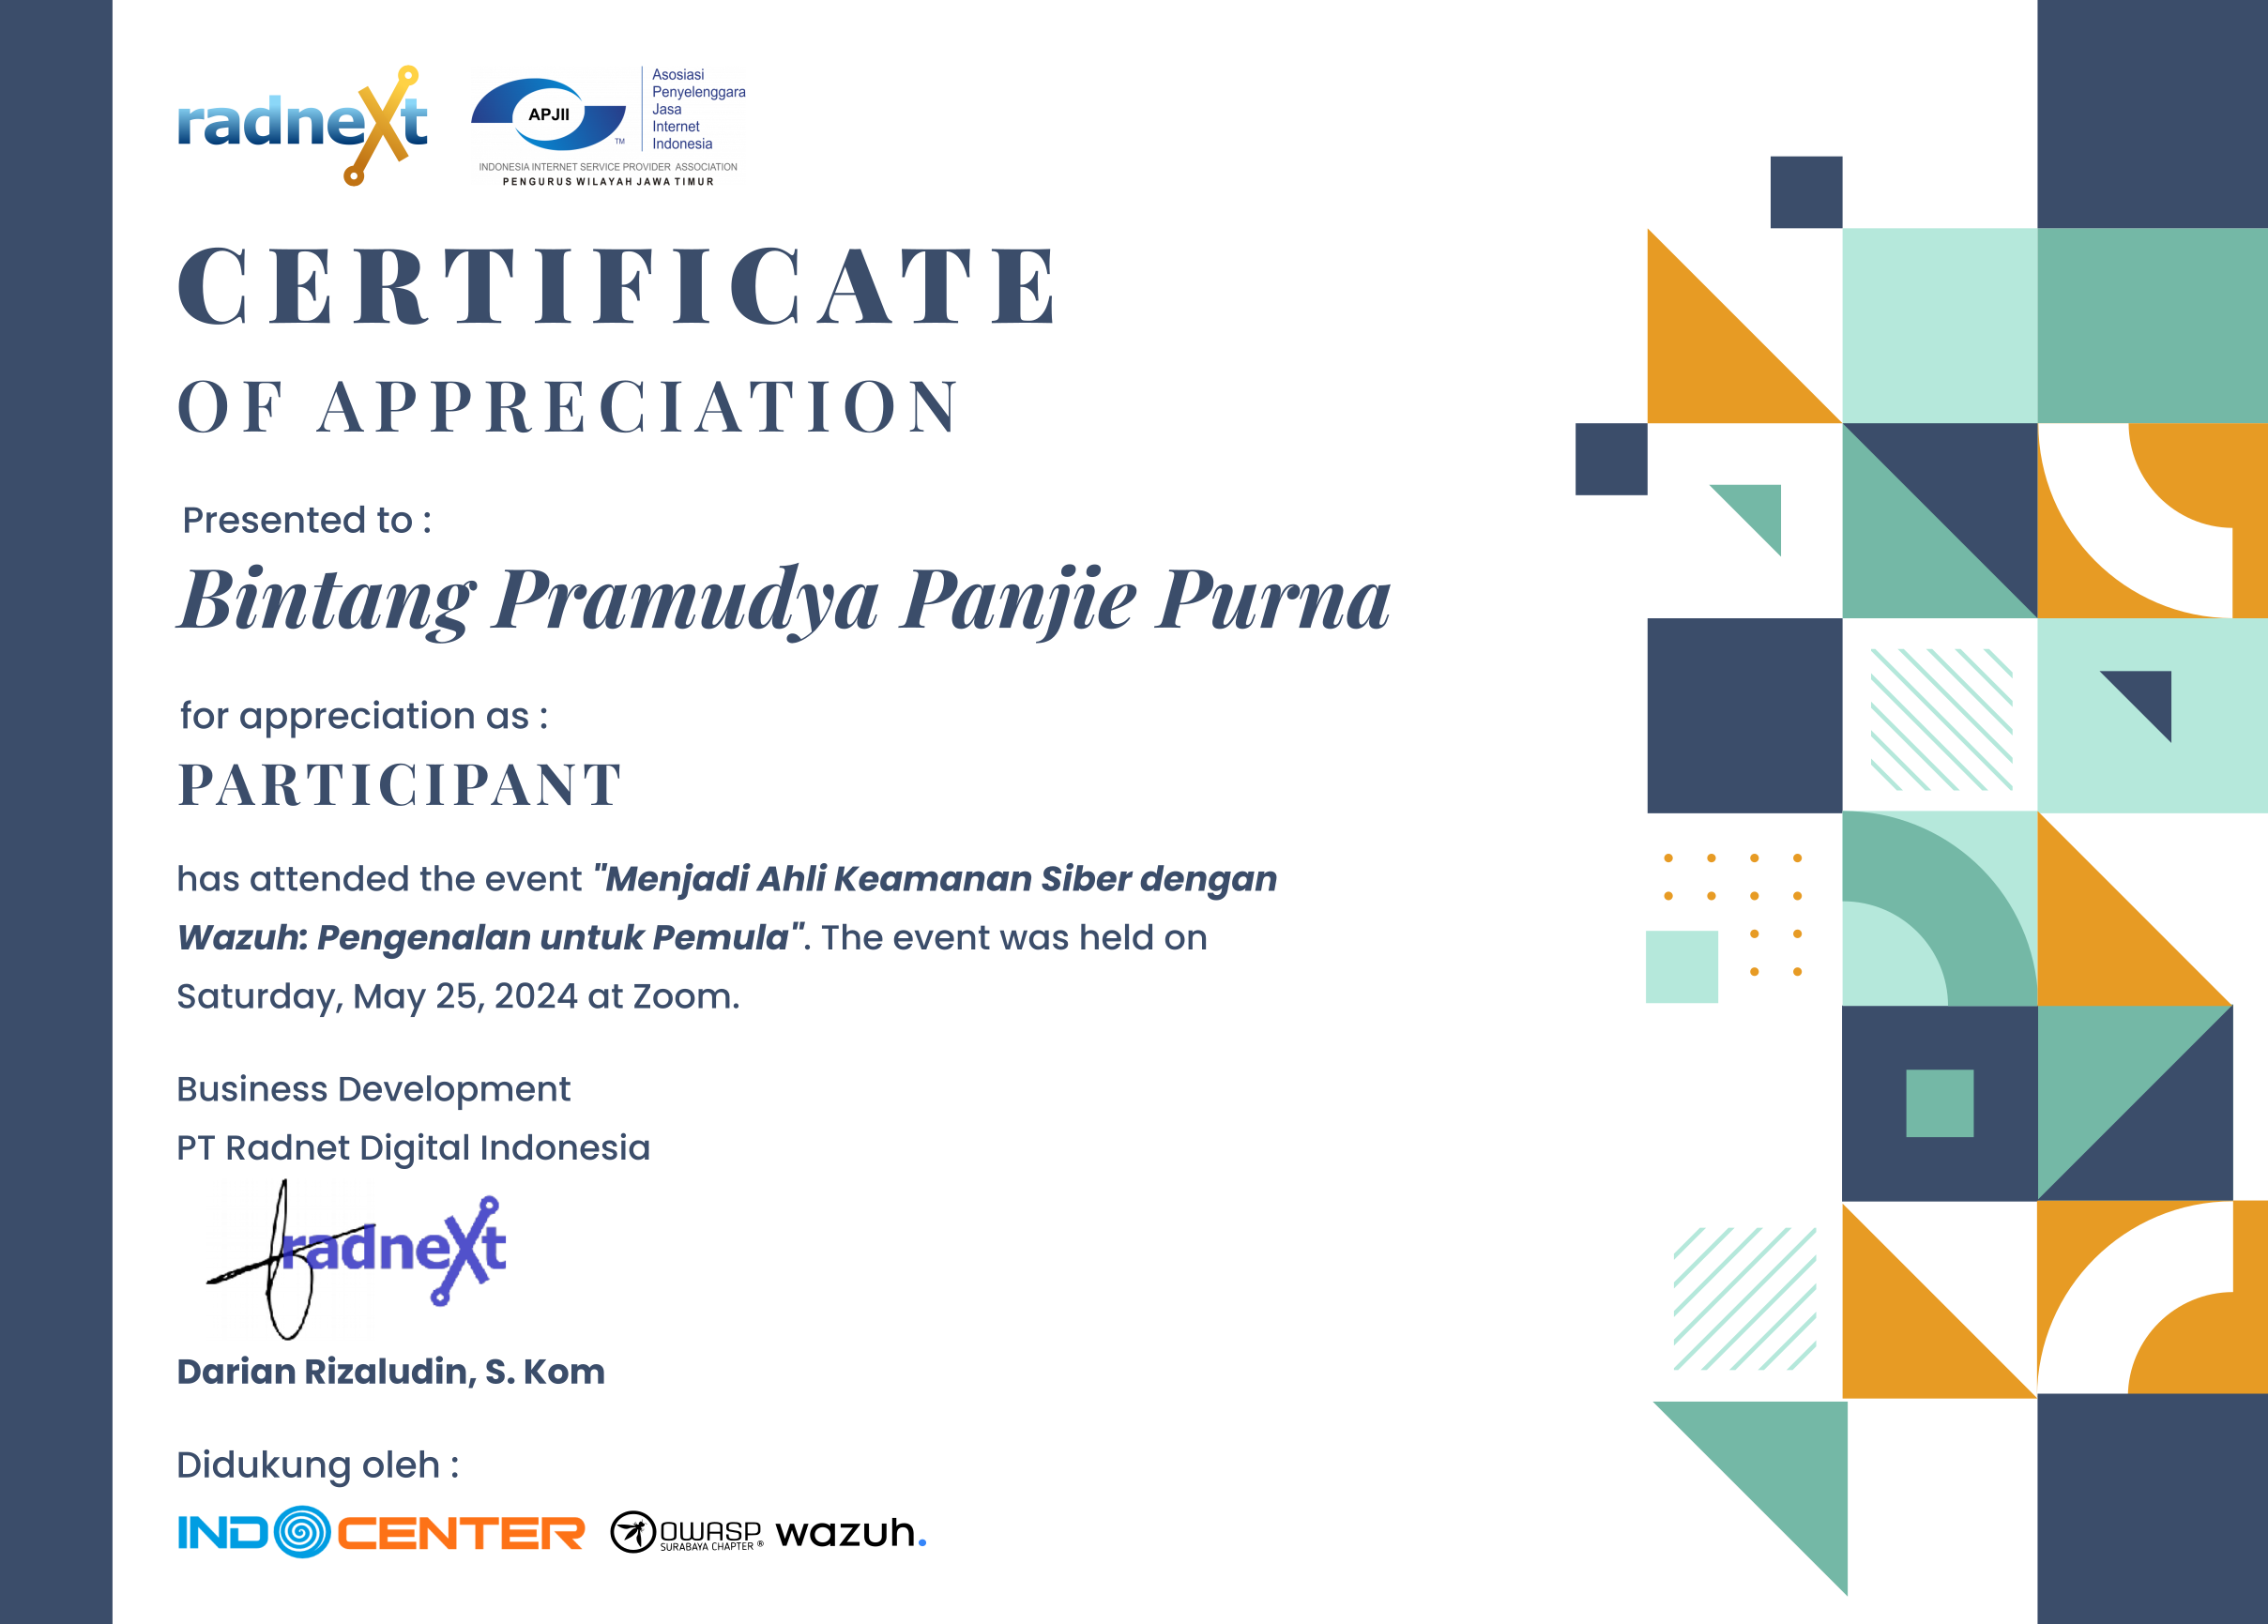 radnext
APJII
TM
Asosiasi
Penyelenggara
Jasa
Internet
Indonesia
INDONESIA INTERNET SERVICE PROVIDER ASSOCIATION
PENGURUS WILAYAH JAWA TIMUR
CERTIFICATE
OF APPRECIATION
Presented to :
Bintang Pramudya Panjie Purna
for appreciation as :
PARTICIPANT
has attended the event "Menjadi Ahli Keamanan Siber dengan
Wazuh: Pengenalan untuk Pemula". The event was held on
Saturday, May 25, 2024 at Zoom.
Business Development
PT Radnet Digital Indonesia
radnext
Darian Rizaludin, S. Kom
Didukung oleh :
INDOCENTER
OWASP
SURABAYA CHAPTER ®
wazuh.